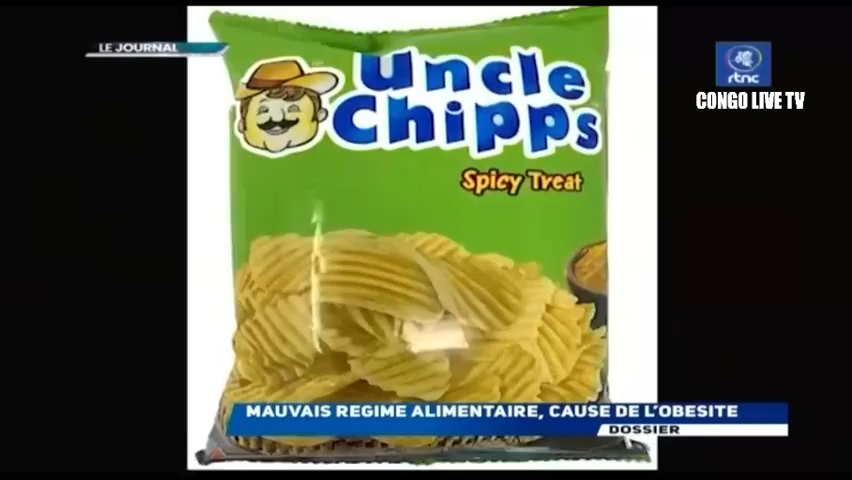 LE JOURNAL
rtnc
CONGO LIVE TV
Uncle
Chipps
Spicy Treat
MAUVAIS REGIME ALIMENTAIRE, CAUSE DE L'OBESITE
DOSSIER